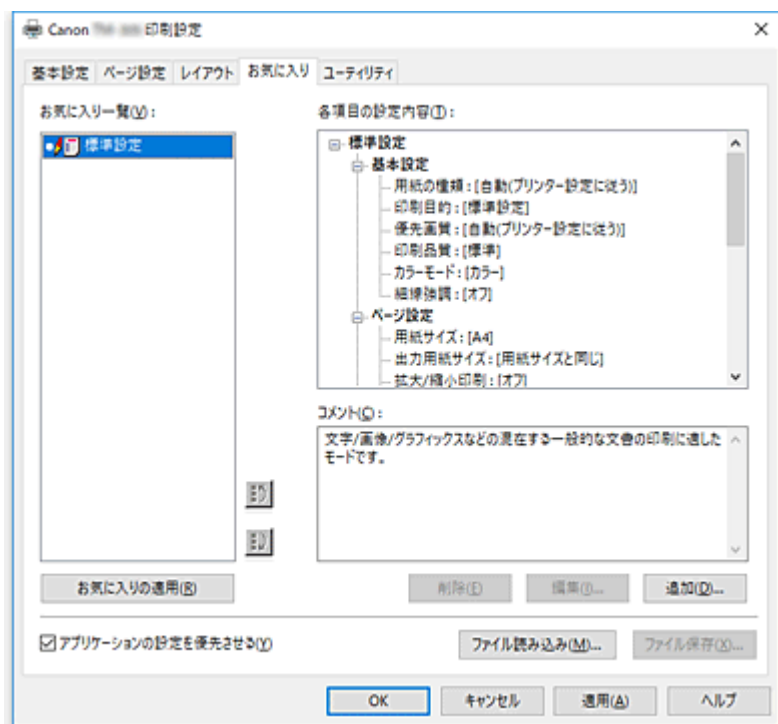 Canon 印刷設定
基本設定 ページ設定 レイアウト お気に入り ユーティリティ
お気に入り一覧(V):
標準設定
各項目の設定内容(T):
標準設定
基本設定
用紙の種類:[自動(プリンター設定に従う)]
印刷目的:[標準設定]
優先画質:[自動(プリンター設定に従う)]
印刷品質:[標準]
カラーモード:[カラー]
細線強調:[オフ]
ページ設定
用紙サイズ:[A4]
出力用紙サイズ:[用紙サイズと同じ]
拡大/縮小印刷:[オフ]
コメント(C):
文字/画像/グラフィックスなどの混在する一般的な文書の印刷に適した
モードです。
お気に入りの適用(R) 削除(E) 編集(I)... 追加(D)...
アプリケーションの設定を優先させる(Y) ファイル読み込み(M)... ファイル保存(X)...
OK キャンセル 適用(A) ヘルプ